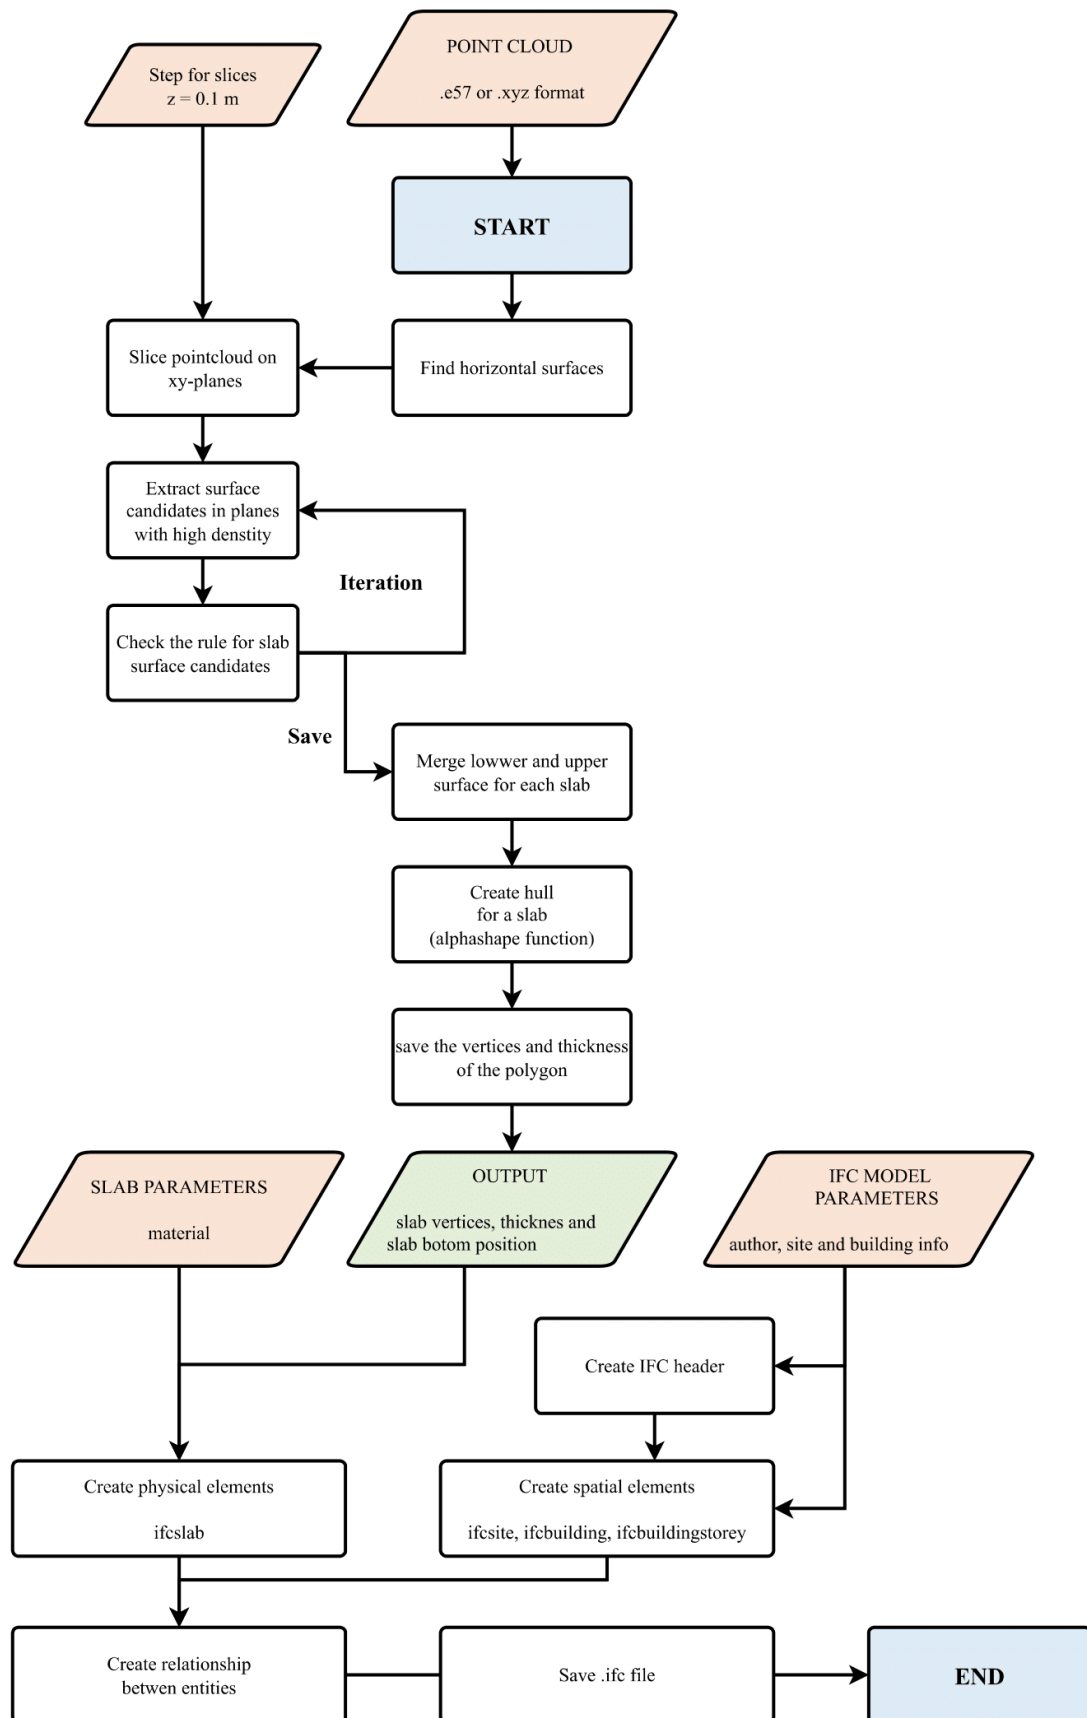 Step for slices
z = 0.1 m
POINT CLOUD
.e57 or .xyz format
START
Slice pointcloud on
xy-planes
Find horizontal surfaces
Extract surface
candidates in planes
with high denstity
Iteration
Check the rule for slab
surface candidates
Save
Merge lowwer and upper
surface for each slab
Create hull
for a slab
(alphashape function)
save the vertices and thickness
of the polygon
SLAB PARAMETERS
material
OUTPUT
slab vertices, thicknes and
slab botom position
IFC MODEL
PARAMETERS
author, site and building info
Create IFC header
Create physical elements
ifcslab
Create spatial elements
ifcsite, ifcbuilding, ifcbuildingstorey
Create relationship
betwen entities
Save .ifc file
END